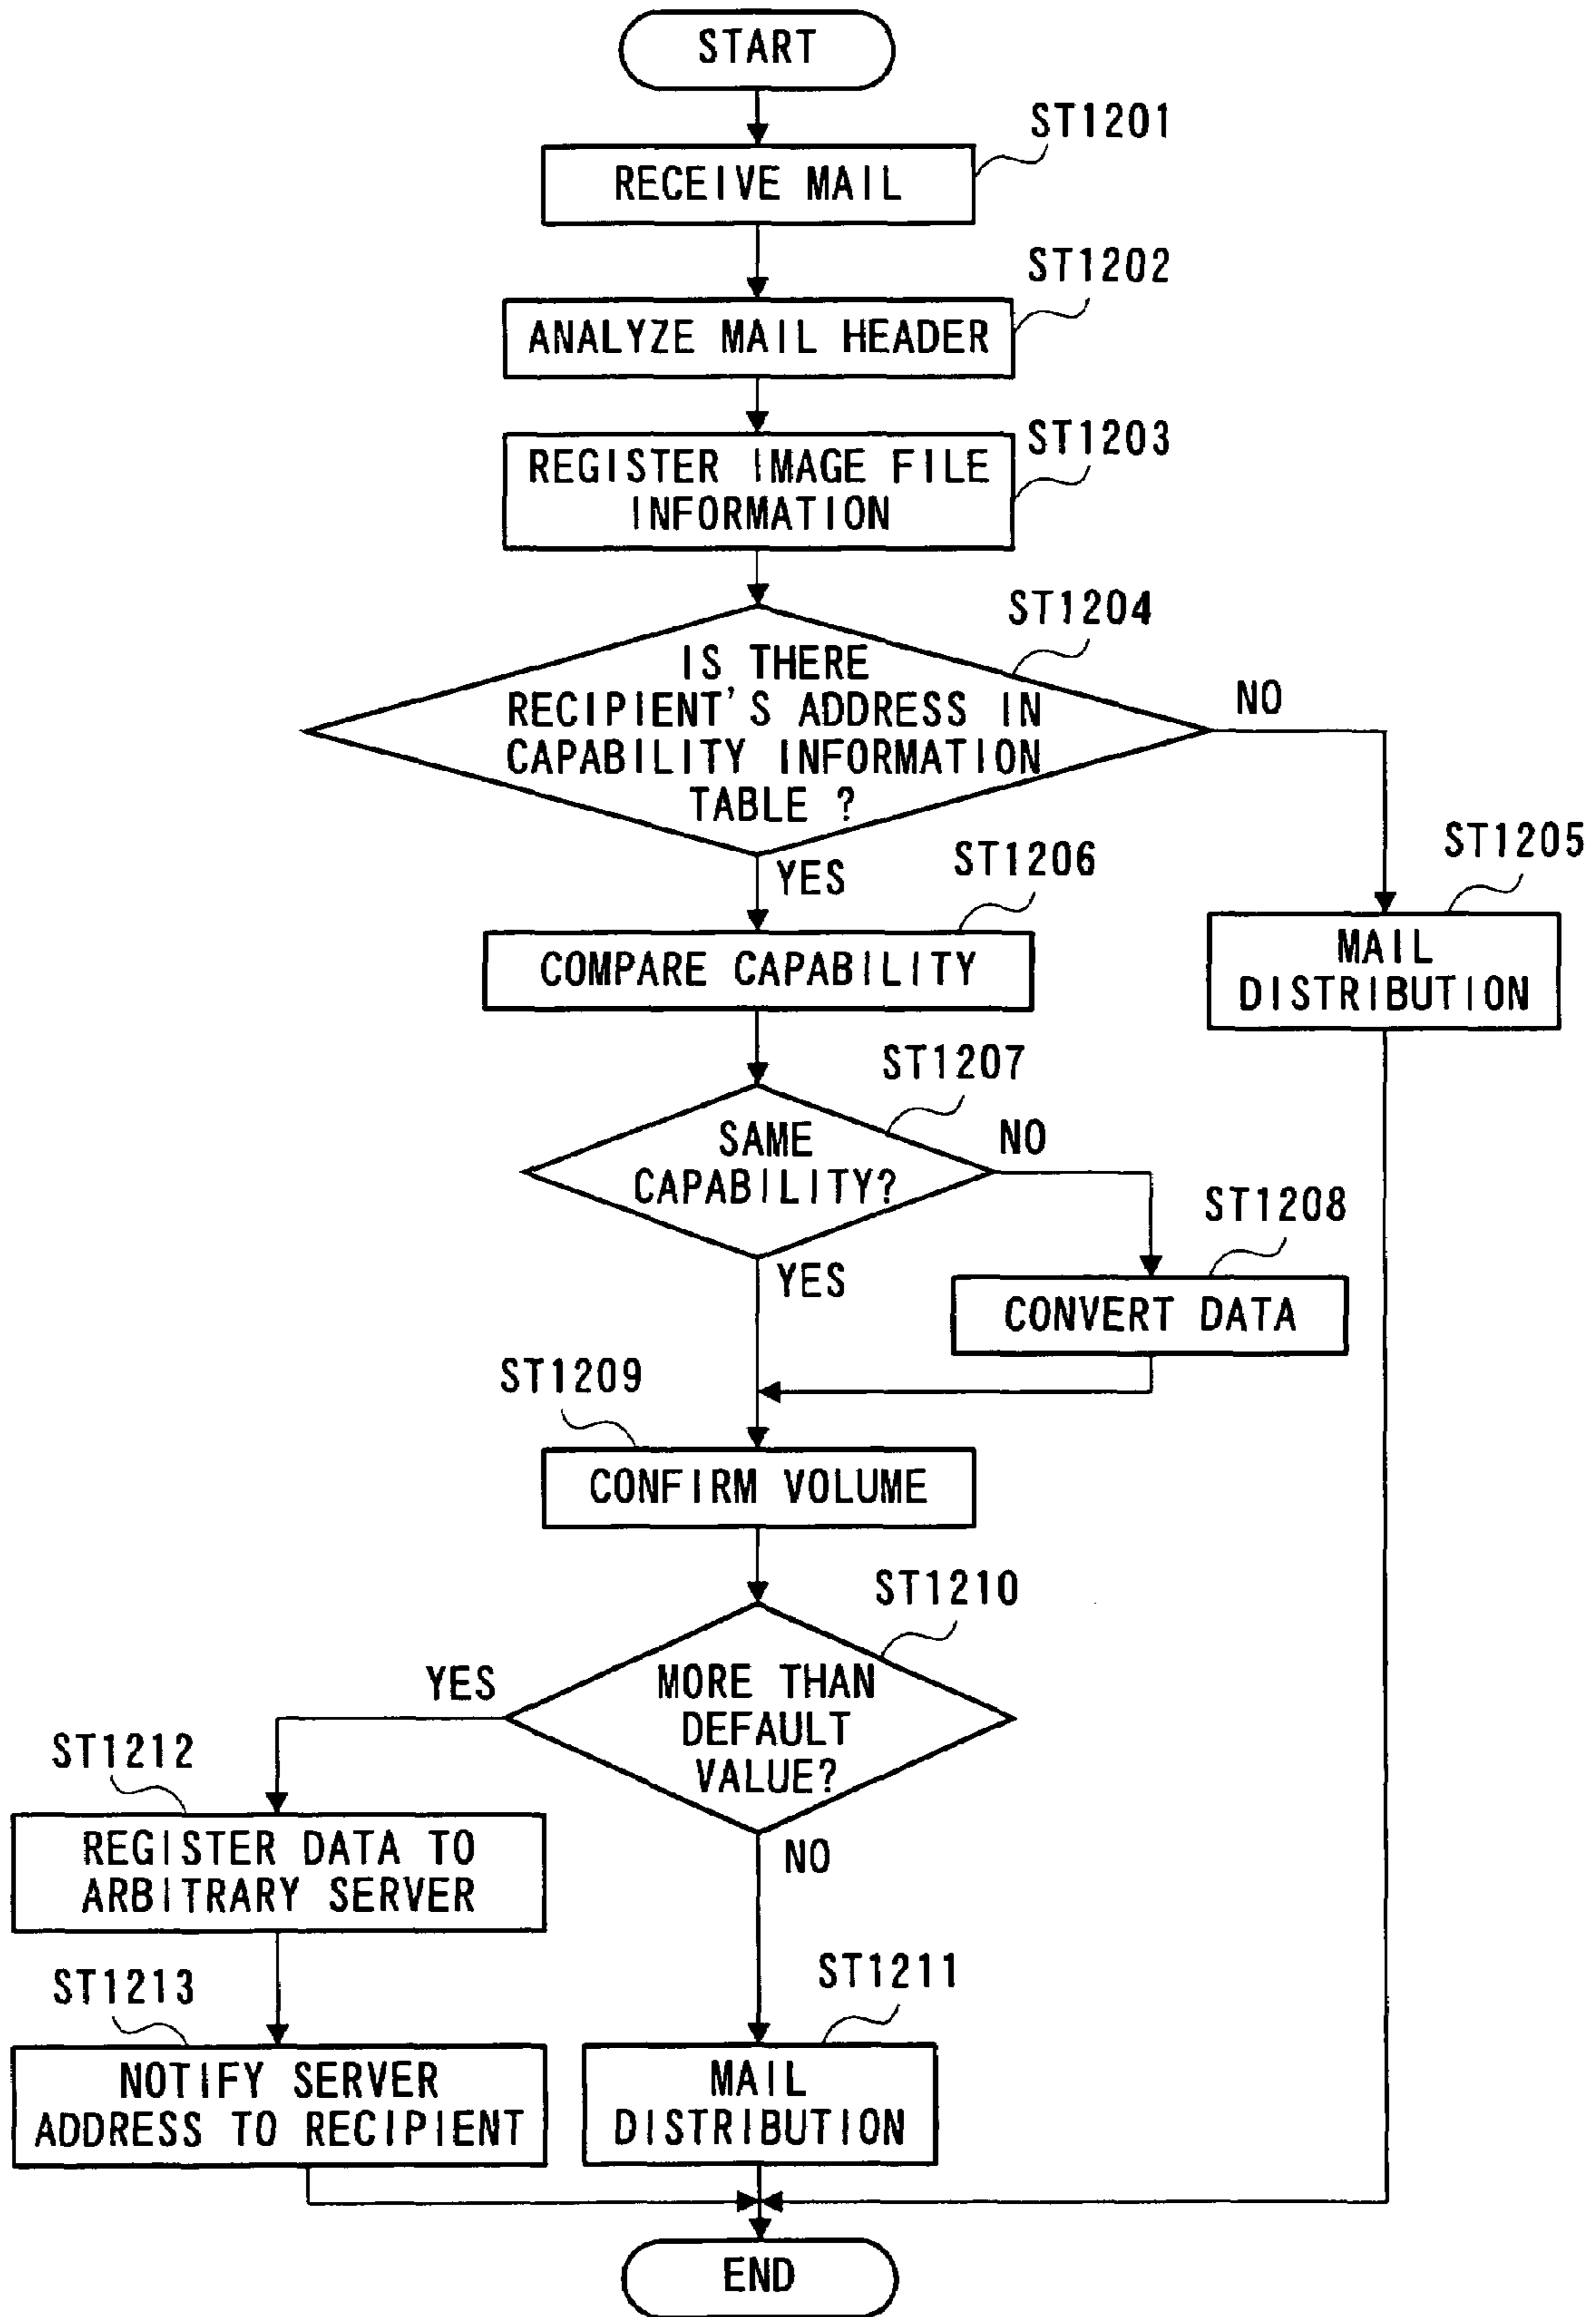 START
ST1201
RECEIVE MAIL
ST1202
ANALYZE MAIL HEADER
ST1203
REGISTER IMAGE FILE
INFORMATION
ST1204
IS THERE
RECIPIENT'S ADDRESS IN
CAPABILITY INFORMATION
TABLE ?
NO
YES
ST1205
MAIL
DISTRIBUTION
ST1206
COMPARE CAPABILITY
ST1207
SAME
CAPABILITY?
NO
YES
ST1208
CONVERT DATA
ST1209
CONFIRM VOLUME
ST1210
MORE THAN
DEFAULT
VALUE?
YES
NO
ST1212
REGISTER DATA TO
ARBITRARY SERVER
ST1213
NOTIFY SERVER
ADDRESS TO RECIPIENT
ST1211
MAIL
DISTRIBUTION
END